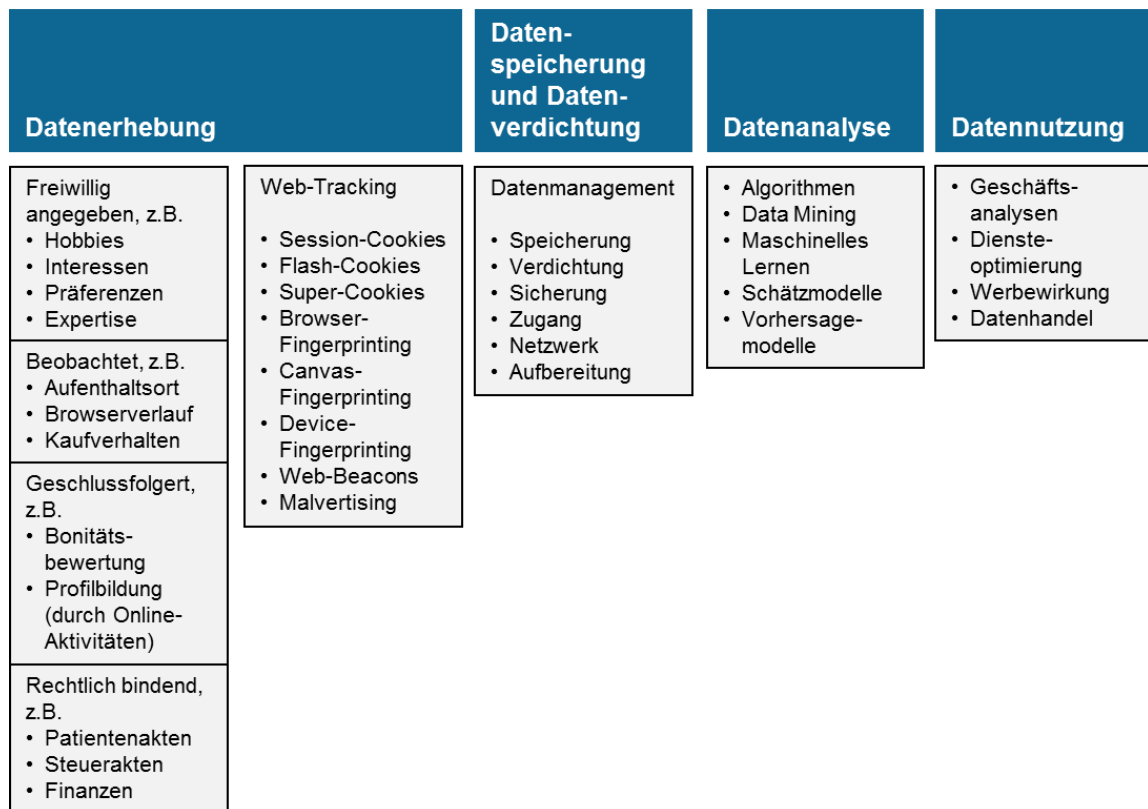 Datenerhebung
Daten-
speicherung
und Daten-
verdichtung
Datenanalyse
Datennutzung
Freiwillig
angegeben, z.B.
• Hobbies
• Interessen
• Präferenzen
• Expertise
Beobachtet, z.B.
• Aufenthaltsort
• Browserverlauf
• Kaufverhalten
Geschlussfolgert,
z.B.
• Bonitäts-
bewertung
• Profilbildung
(durch Online-
Aktivitäten)
Rechtlich bindend,
z.B.
• Patientenakten
• Steuerakten
• Finanzen
Web-Tracking
• Session-Cookies
• Flash-Cookies
• Super-Cookies
• Browser-
Fingerprinting
• Canvas-
Fingerprinting
• Device-
Fingerprinting
• Web-Beacons
• Malvertising
Datenmanagement
• Speicherung
• Verdichtung
• Sicherung
• Zugang
• Netzwerk
• Aufbereitung
• Algorithmen
• Data Mining
• Maschinelles
Lernen
• Schätzmodelle
• Vorhersage-
modelle
• Geschäfts-
analysen
• Dienste-
optimierung
• Werbewirkung
• Datenhandel